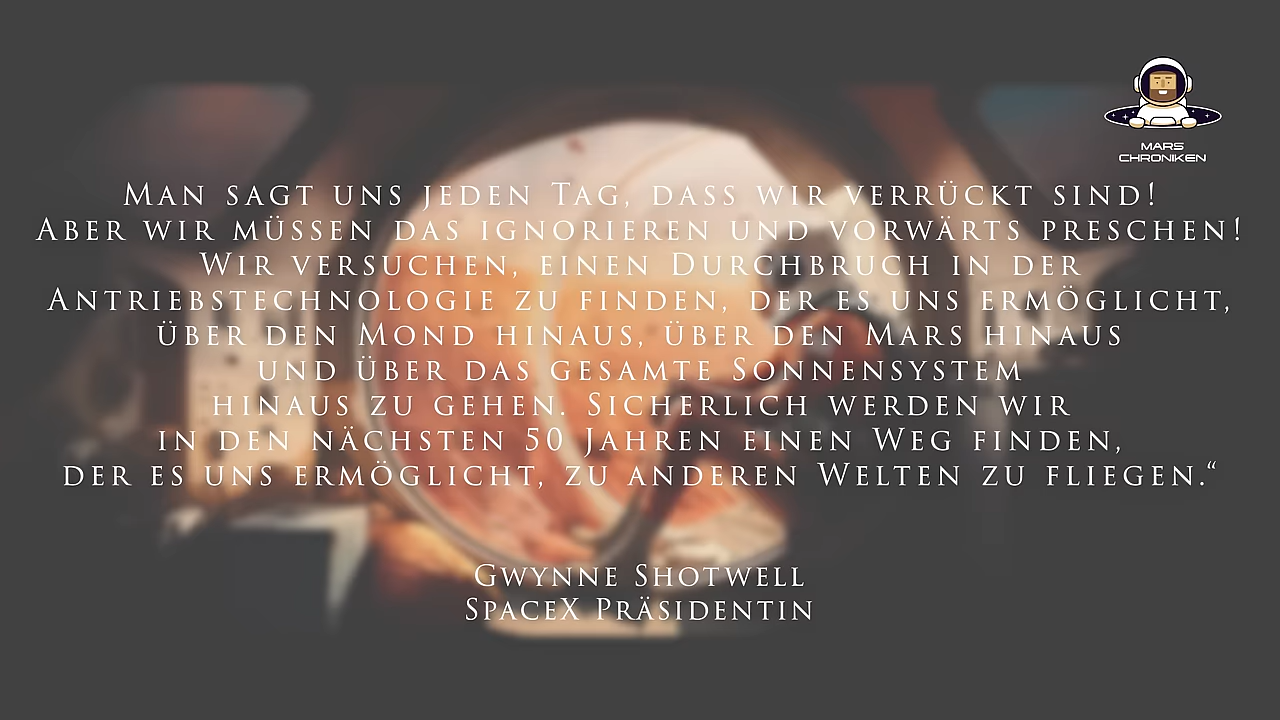 MARS
CHRONIKEN
Man sagt uns jeden Tag, dass wir verrückt sind!
Aber wir müssen das ignorieren und vorwärts preschen!
Wir versuchen, einen Durchbruch in der
Antriebstechnologie zu finden, der es uns ermöglicht,
über den Mond hinaus, über den Mars hinaus
und über das gesamte Sonnensystem
hinaus zu gehen. Sicherlich werden wir
in den nächsten 50 Jahren einen Weg finden,
der es uns ermöglicht, zu anderen Welten zu fliegen.“
Gwynne Shotwell
SpaceX Präsidentin